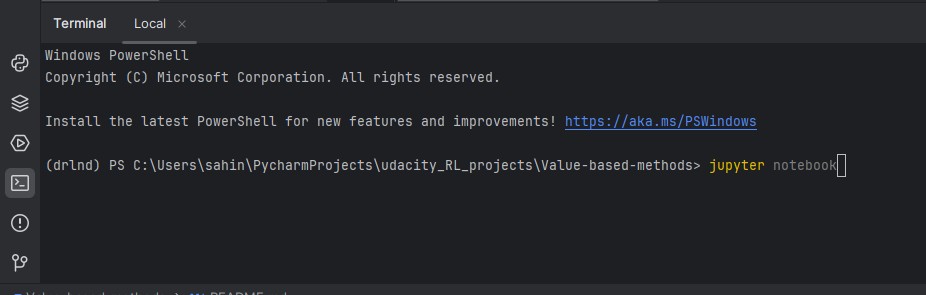 Terminal Local ×
Windows PowerShell
Copyright (C) Microsoft Corporation. All rights reserved.
Install the latest PowerShell for new features and improvements! https://aka.ms/PSWindows
(drlnd) PS C:\Users\sahin\PycharmProjects\udacity_RL_projects\Value-based-methods> jupyter notebook